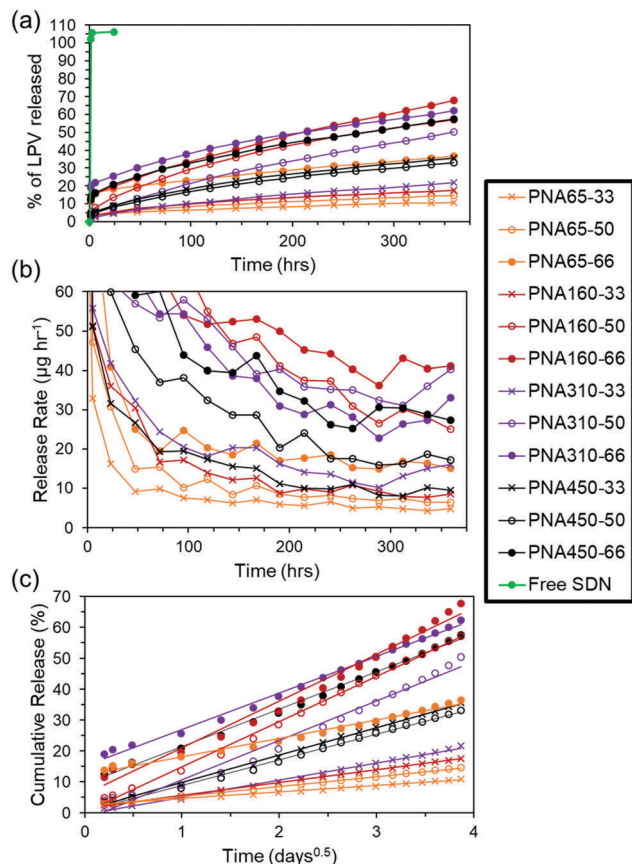 (a)
110
100
90
80
70
60
50
40
30
20
10
0
% of LPV released
0 100 200 300
Time (hrs)
(b)
60
50
40
30
20
10
0
Release Rate (µg hr⁻¹)
0 100 200 300
Time (hrs)
(c)
70
60
50
40
30
20
10
0
Cumulative Release (%)
0 1 2 3 4
Time (days⁰·⁵)
PNA65-33
PNA65-50
PNA65-66
PNA160-33
PNA160-50
PNA160-66
PNA310-33
PNA310-50
PNA310-66
PNA450-33
PNA450-50
PNA450-66
Free SDN